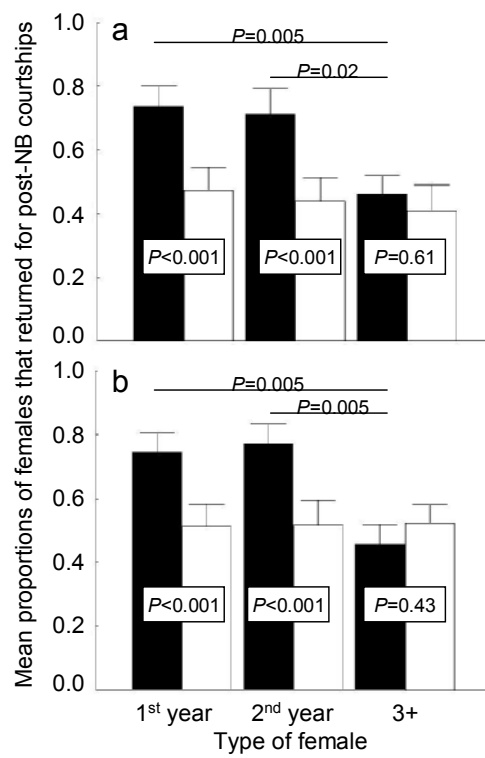 Mean proportions of females that returned for post-NB courtships
a
1.0
0.8
0.6
0.4
0.2
0.0
P=0.005
P=0.02
P<0.001
P<0.001
P=0.61
b
1.0
0.8
0.6
0.4
0.2
0.0
P=0.005
P=0.005
P<0.001
P<0.001
P=0.43
1st year
2nd year
3+
Type of female